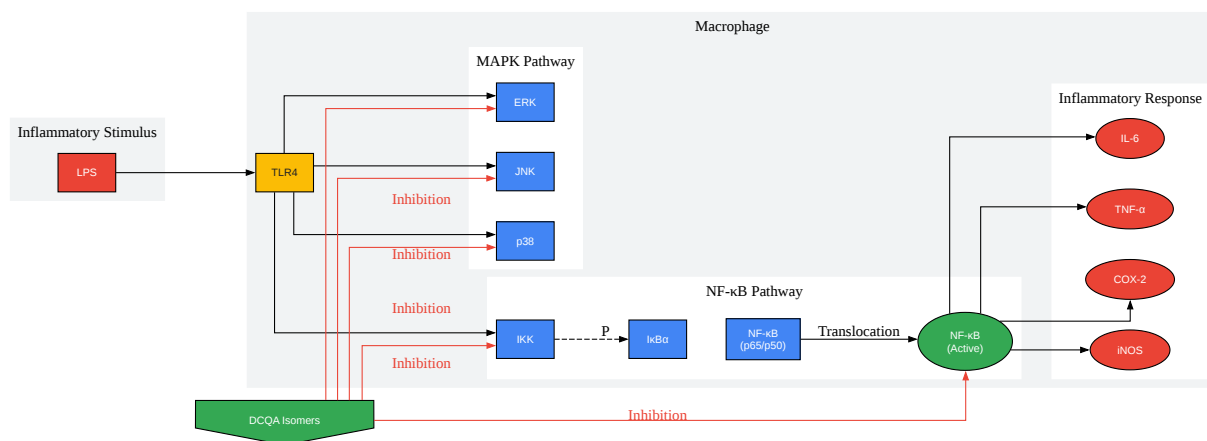 Macrophage
MAPK Pathway
ERK
Inflammatory Response
Inflammatory Stimulus
IL-6
LPS
TLR4
JNK
Inhibition
TNF-α
p38
Inhibition
COX-2
NF-κB Pathway
Inhibition
IKK
P
IκBα
NF-κB
(p65/p50)
Translocation
NF-κB
(Active)
iNOS
Inhibition
DCQA Isomers
Inhibition